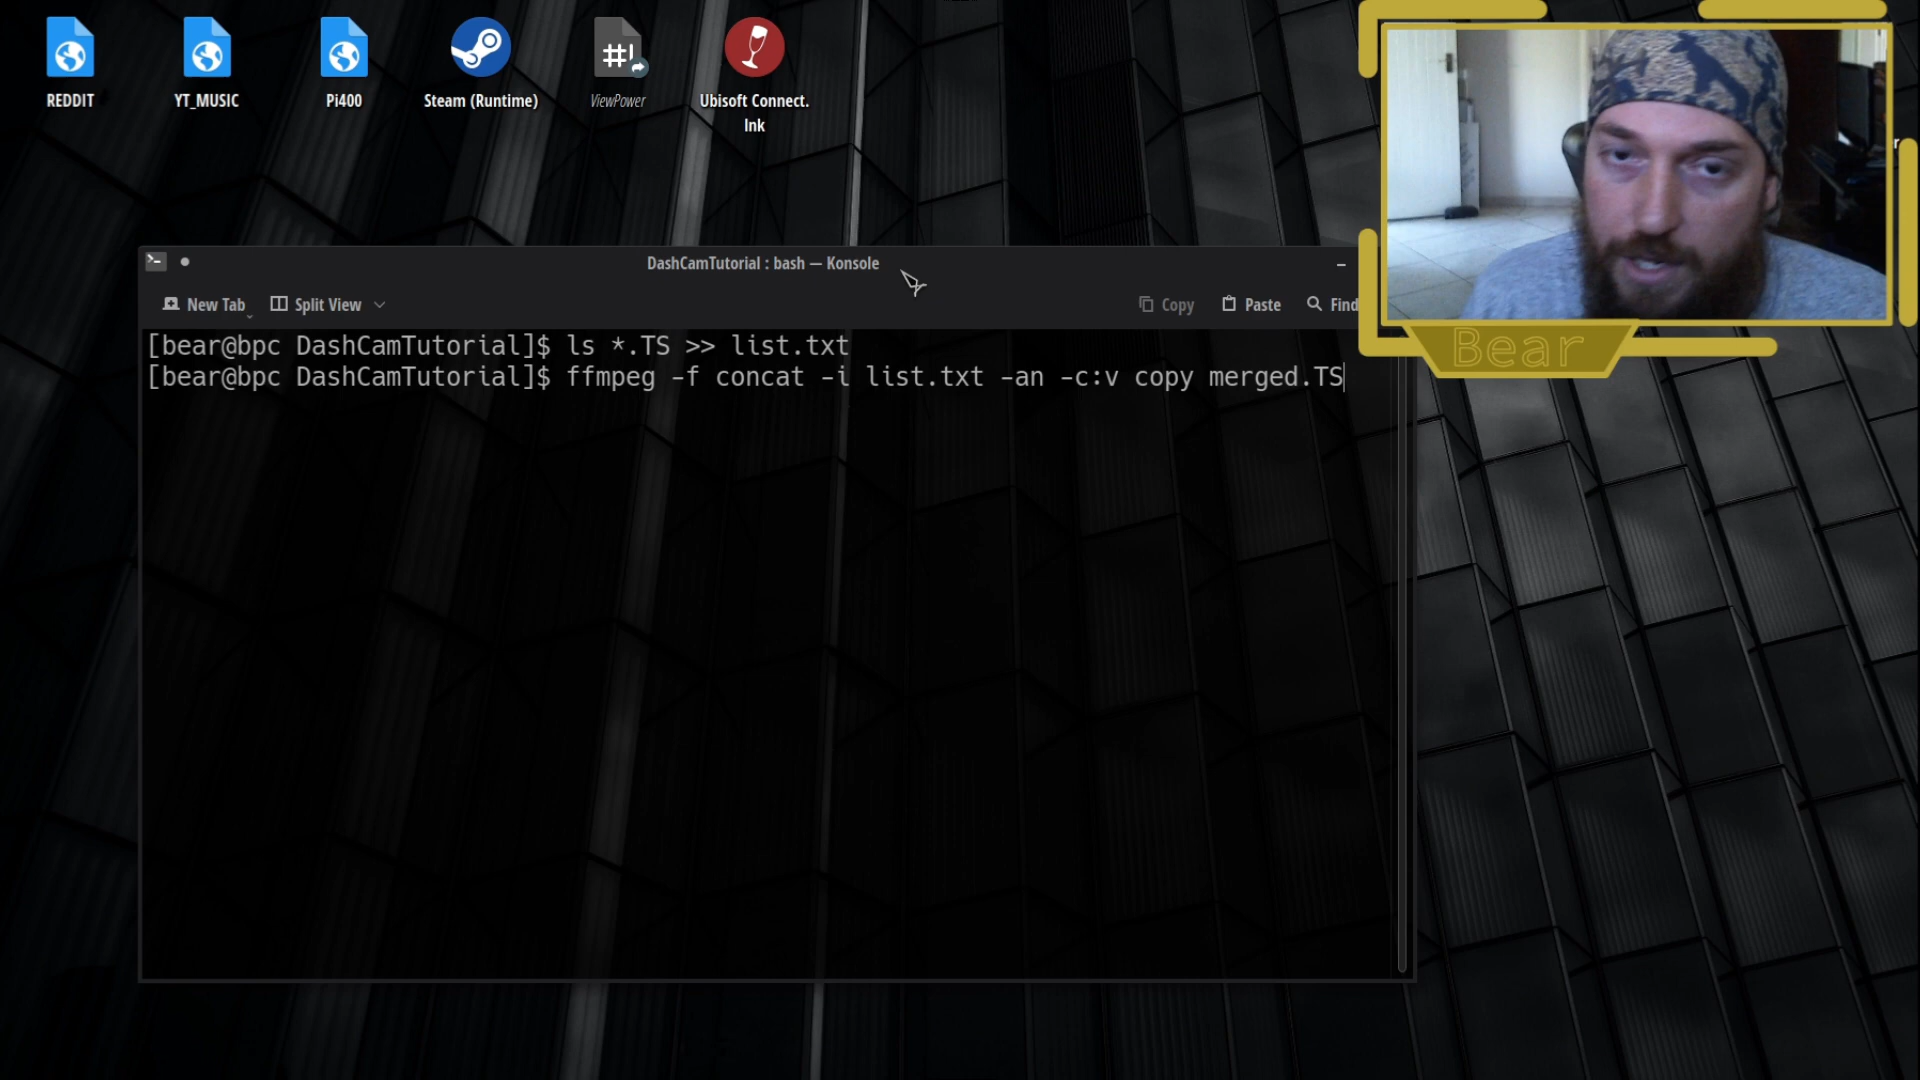 REDDIT
YT_MUSIC
Pi400
Steam (Runtime)
ViewPower
Ubisoft Connect.
lnk
DashCamTutorial : bash — Konsole
New Tab
Split View
Copy
Paste
Find
[bear@bpc DashCamTutorial]$ ls *.TS >> list.txt
[bear@bpc DashCamTutorial]$ ffmpeg -f concat -i list.txt -an -c:v copy merged.TS
Bear